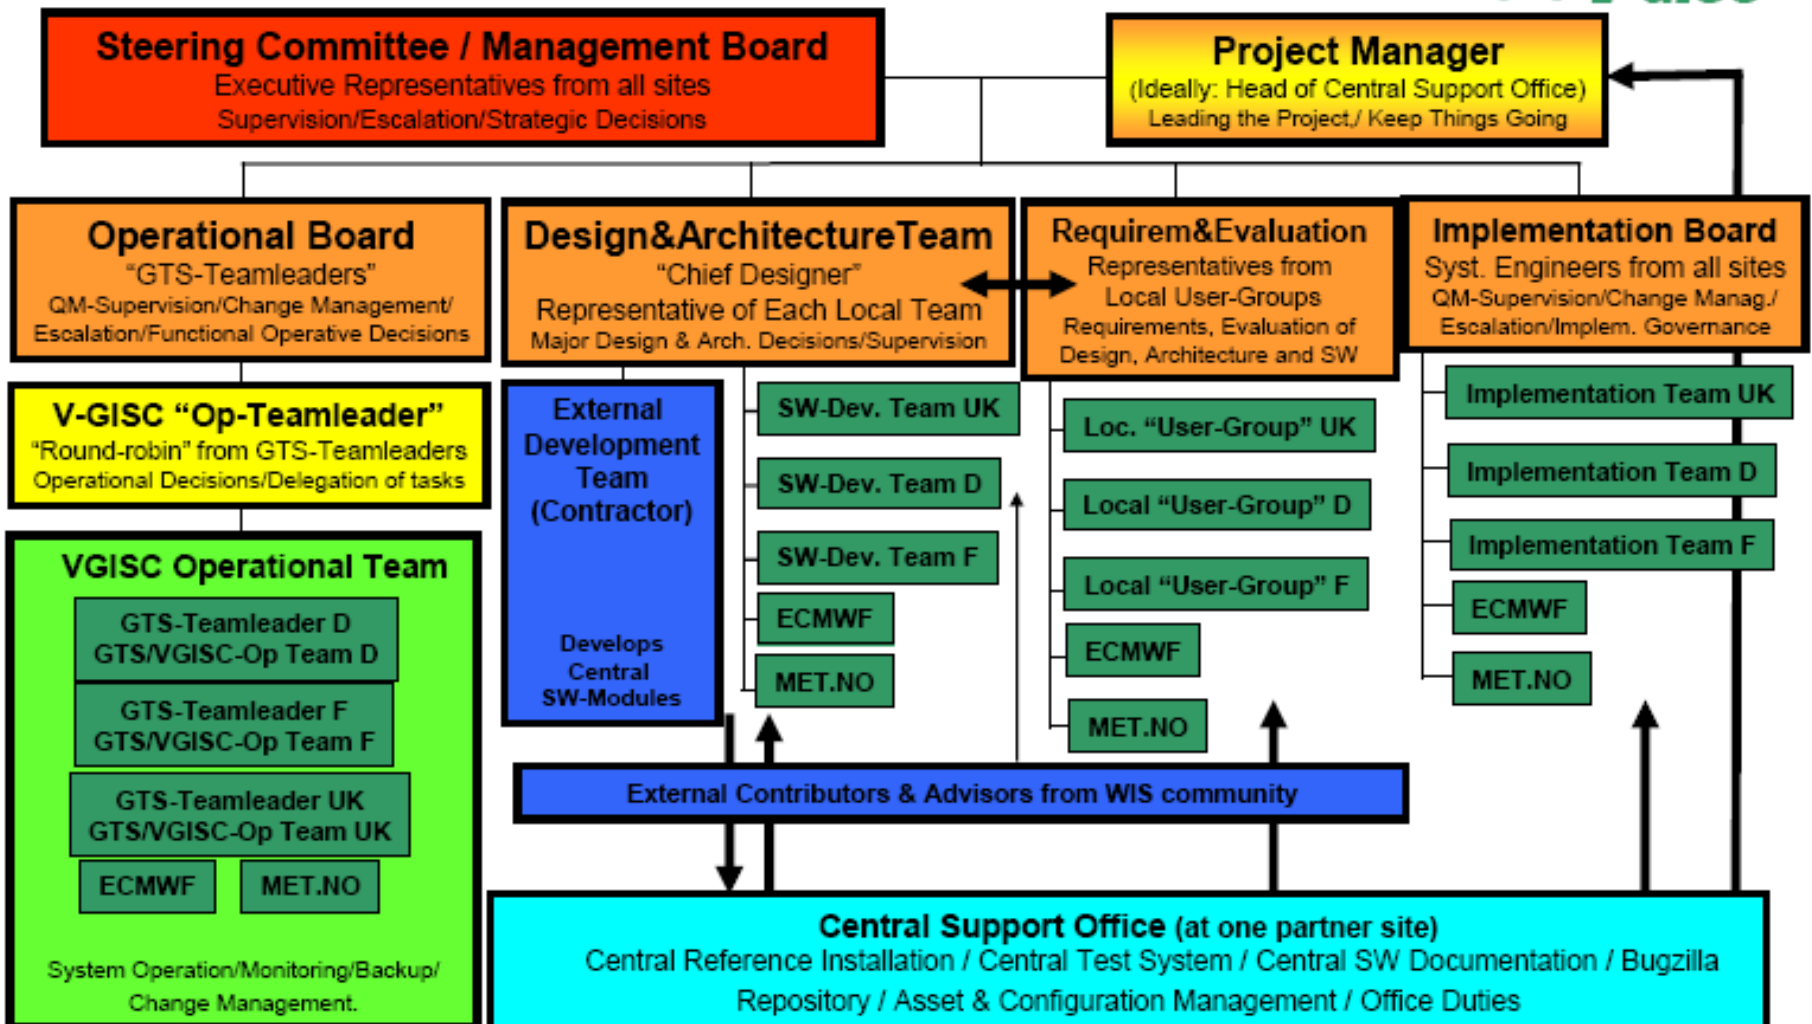 Steering Committee / Management Board
Executive Representatives from all sites
Supervision/Escalation/Strategic Decisions
Project Manager
(Ideally: Head of Central Support Office)
Leading the Project,/ Keep Things Going
Operational Board
“GTS-Teamleaders”
QM-Supervision/Change Management/
Escalation/Functional Operative Decisions
Design&ArchitectureTeam
“Chief Designer”
Representative of Each Local Team
Major Design & Arch. Decisions/Supervision
Requirem&Evaluation
Representatives from
Local User-Groups
Requirements, Evaluation of
Design, Architecture and SW
Implementation Board
Syst. Engineers from all sites
QM-Supervision/Change Manag./
Escalation/Implem. Governance
V-GISC “Op-Teamleader”
“Round-robin” from GTS-Teamleaders
Operational Decisions/Delegation of tasks
VGISC Operational Team
GTS-Teamleader D
GTS/VGISC-Op Team D
GTS-Teamleader F
GTS/VGISC-Op Team F
GTS-Teamleader UK
GTS/VGISC-Op Team UK
ECMWF
MET.NO
System Operation/Monitoring/Backup/
Change Management.
External
Development
Team
(Contractor)
Develops
Central
SW-Modules
SW-Dev. Team UK
SW-Dev. Team D
SW-Dev. Team F
ECMWF
MET.NO
Loc. “User-Group” UK
Local “User-Group” D
Local “User-Group” F
ECMWF
MET.NO
Implementation Team UK
Implementation Team D
Implementation Team F
ECMWF
MET.NO
External Contributors & Advisors from WIS community
Central Support Office (at one partner site)
Central Reference Installation / Central Test System / Central SW Documentation / Bugzilla
Repository / Asset & Configuration Management / Office Duties